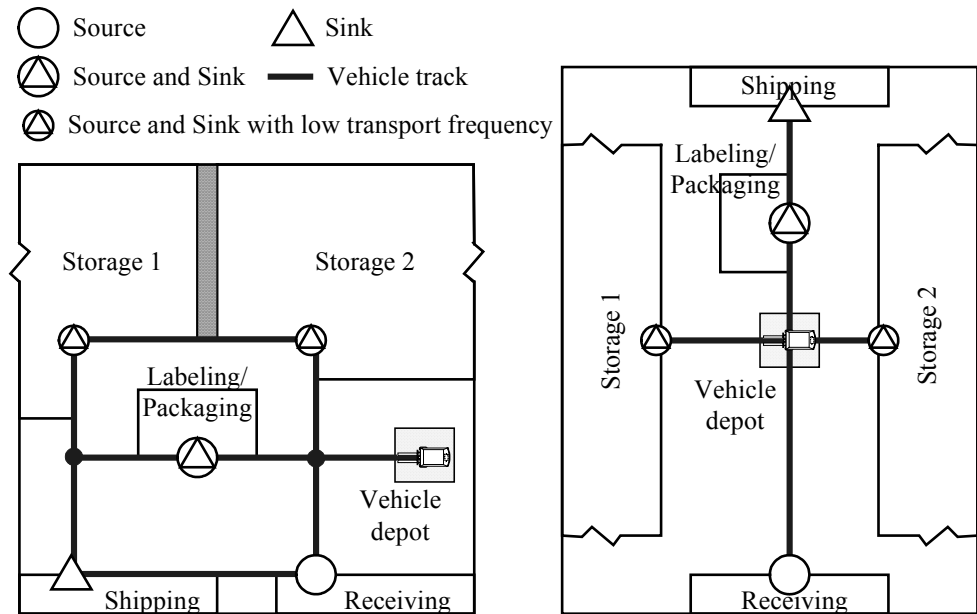 Source
Sink
Source and Sink
Vehicle track
Source and Sink with low transport frequency
Storage 1
Storage 2
Labeling/
Packaging
Vehicle
depot
Shipping
Receiving
Shipping
Labeling/
Packaging
Storage 1
Storage 2
Vehicle
depot
Receiving